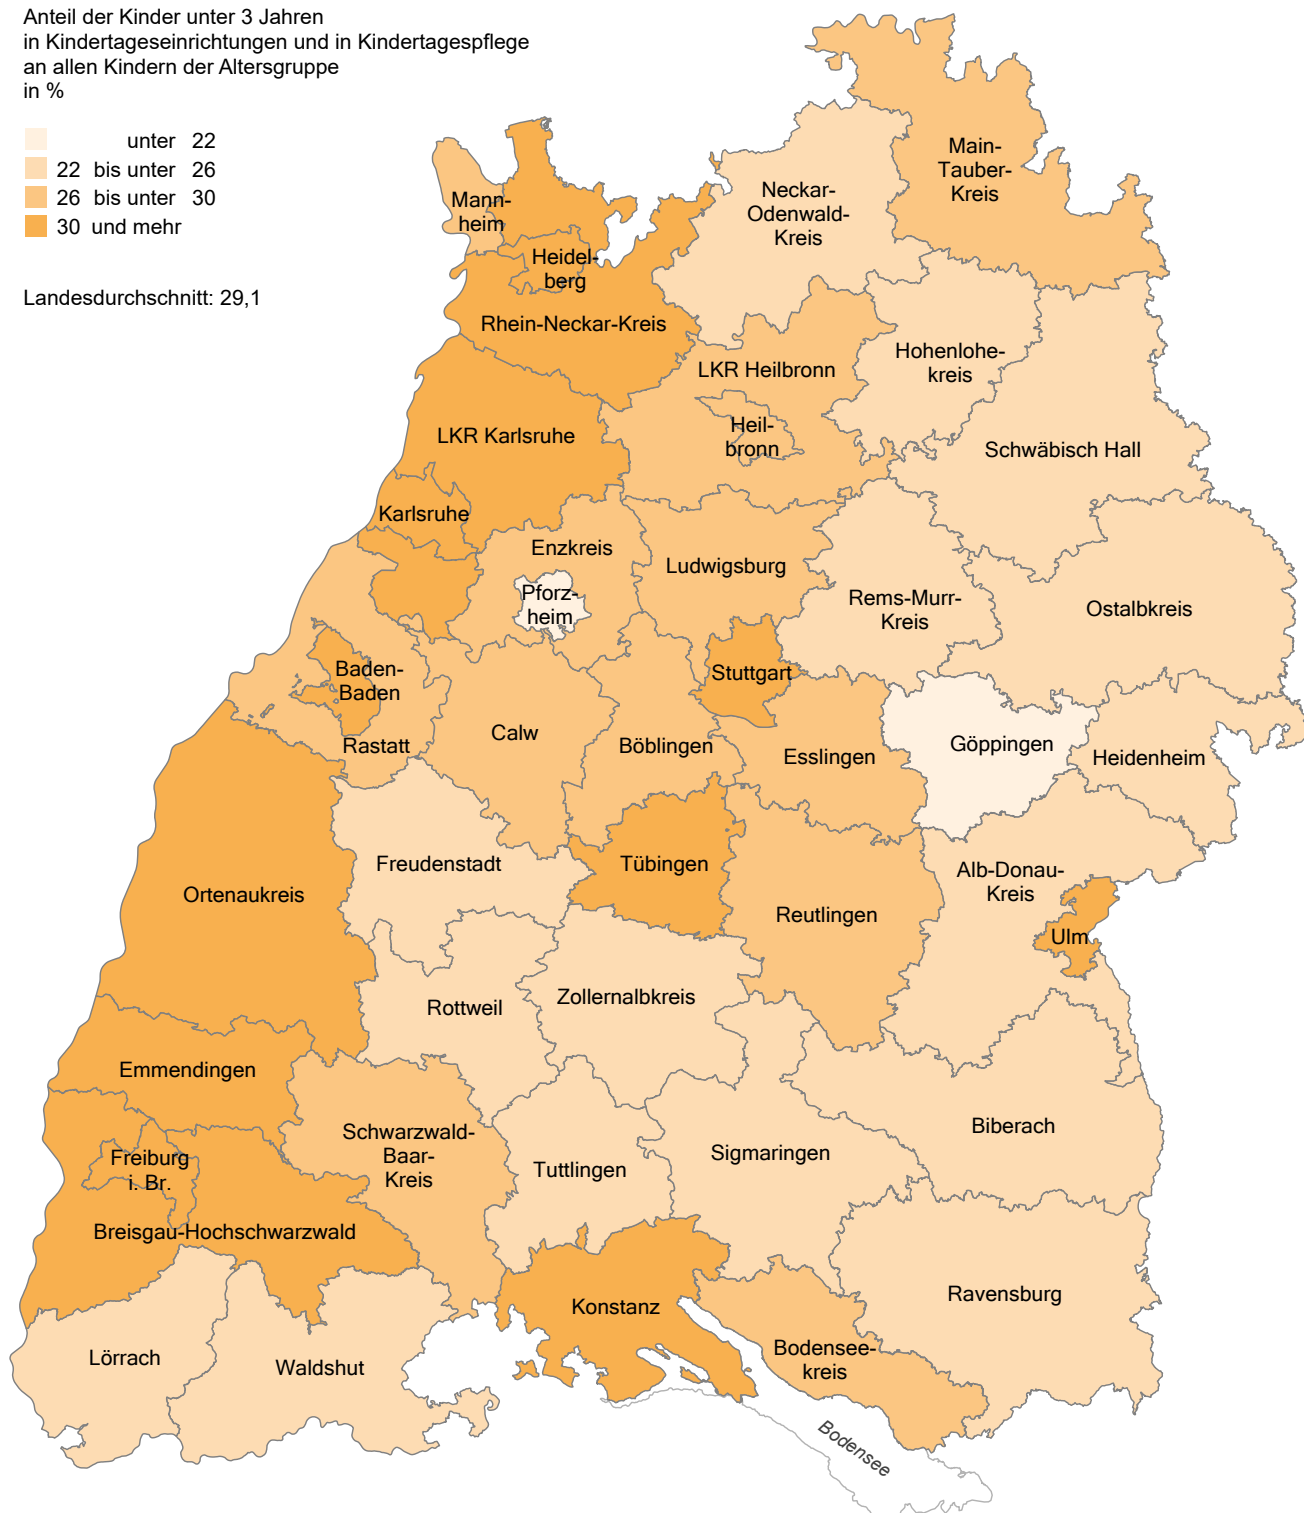 Anteil der Kinder unter 3 Jahren
in Kindertageseinrichtungen und in Kindertagespflege
an allen Kindern der Altersgruppe
in %
unter 22
22 bis unter 26
26 bis unter 30
30 und mehr
Landesdurchschnitt: 29,1
Main-
Tauber-
Kreis
Neckar-
Odenwald-
Kreis
Mann-
heim
Heidel-
berg
Rhein-Neckar-Kreis
Hohenlohe-
kreis
LKR Heilbronn
Heil-
bronn
LKR Karlsruhe
Schwäbisch Hall
Karlsruhe
Enzkreis
Ludwigsburg
Pforz-
heim
Rems-Murr-
Kreis
Ostalbkreis
Baden-
Baden
Stuttgart
Rastatt
Calw
Böblingen
Esslingen
Göppingen
Heidenheim
Freudenstadt
Tübingen
Alb-Donau-
Kreis
Ortenaukreis
Reutlingen
Ulm
Rottweil
Zollernalbkreis
Emmendingen
Schwarzwald-
Baar-
Kreis
Biberach
Freiburg
i. Br.
Tuttlingen
Sigmaringen
Breisgau-Hochschwarzwald
Ravensburg
Konstanz
Bodensee-
kreis
Lörrach
Waldshut
Bodensee